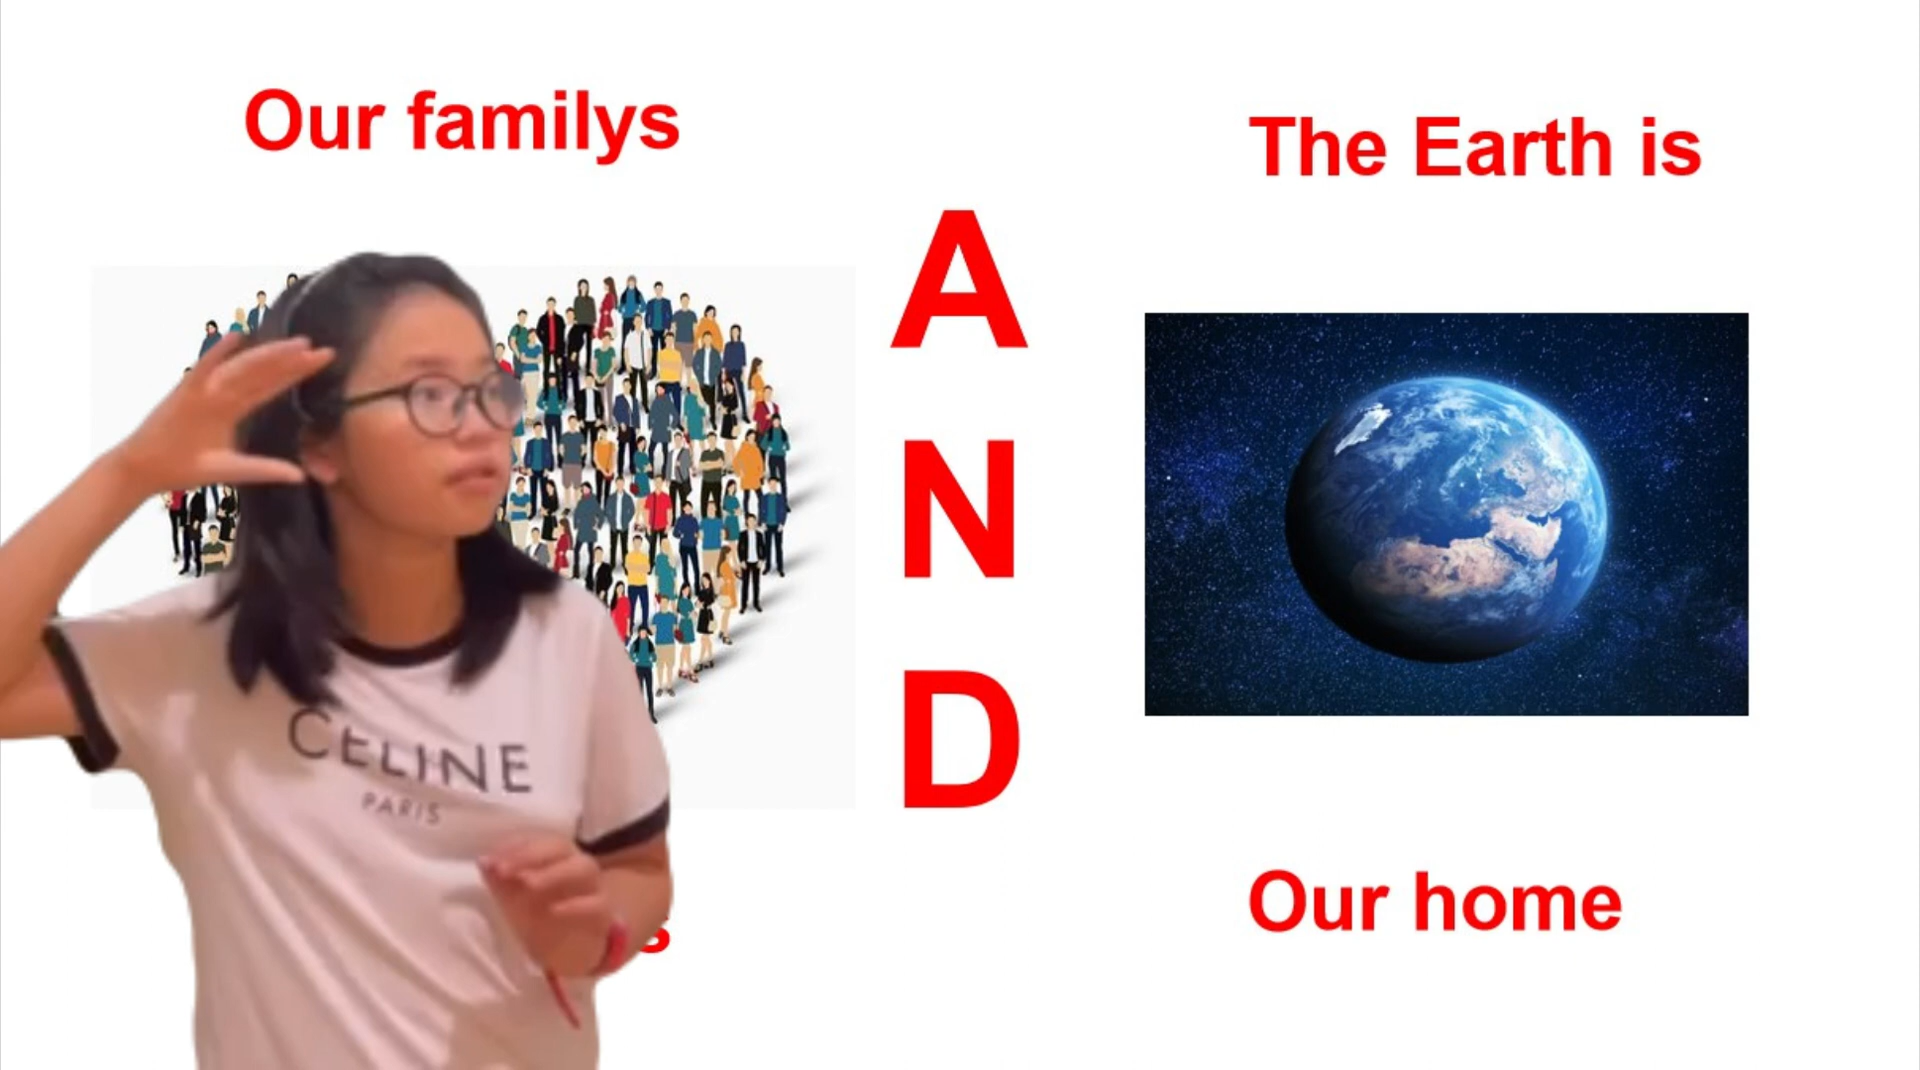 Our familys
The Earth is
A
N
D
CELINE
PARIS
Our home